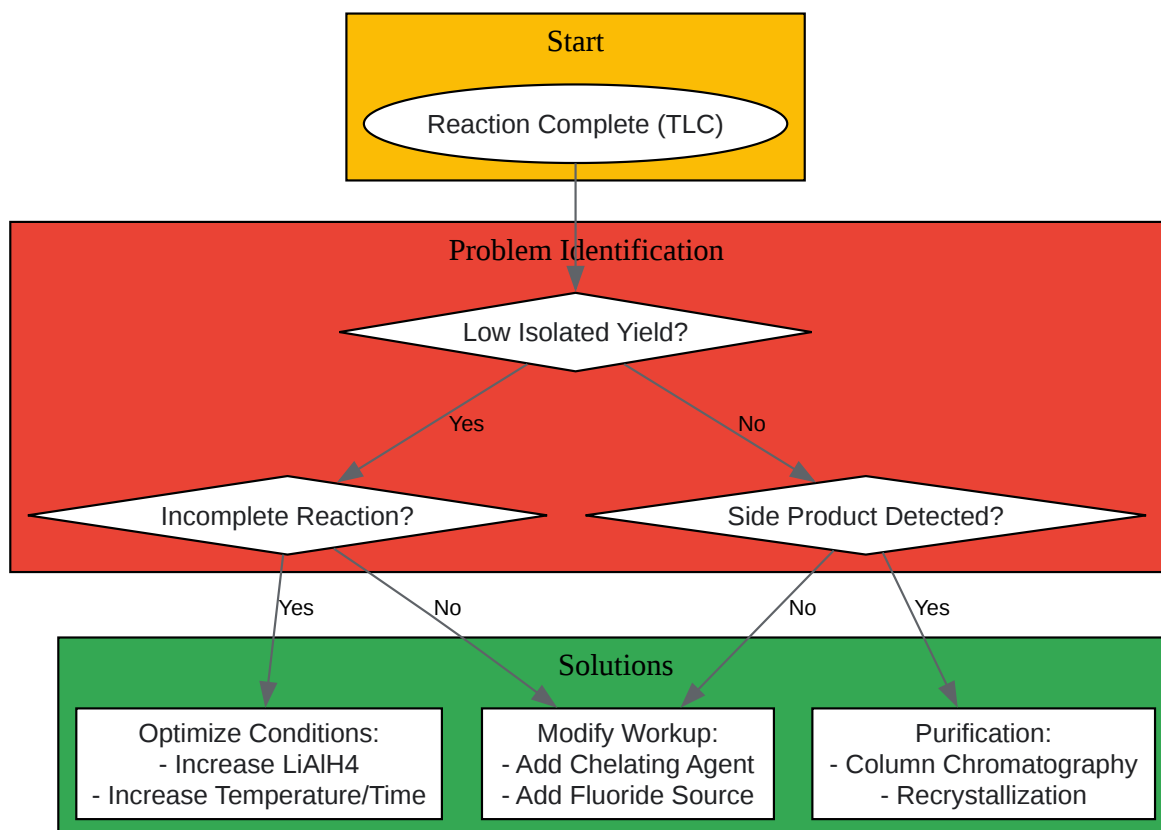 Start
Reaction Complete (TLC)
Problem Identification
Low Isolated Yield?
Yes
No
Incomplete Reaction?
Side Product Detected?
Yes
No
No
Yes
Solutions
Optimize Conditions:
- Increase LiAlH4
- Increase Temperature/Time
Modify Workup:
- Add Chelating Agent
- Add Fluoride Source
Purification:
- Column Chromatography
- Recrystallization